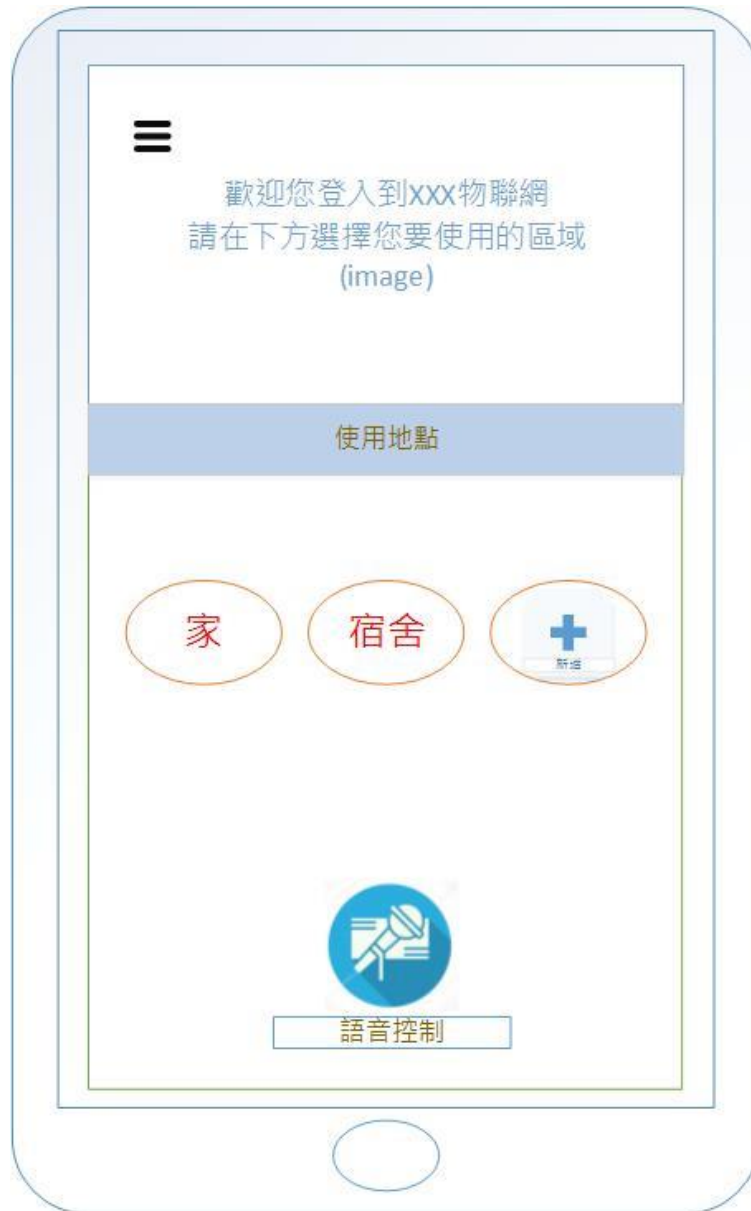 歡迎您登入到XXX物聯網
請在下方選擇您要使用的區域
(image)
使用地點
家
宿舍
新增
語音控制